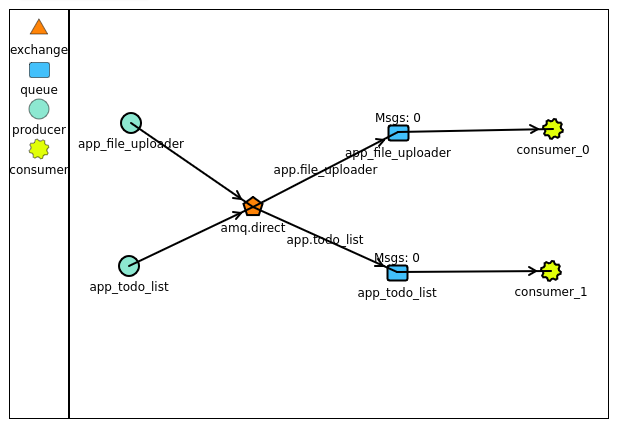 exchange
queue
producer
consumer
app_file_uploader
Msgs: 0
app_file_uploader
consumer_0
app.file_uploader
amq.direct
app.todo_list
Msgs: 0
app_todo_list
app_todo_list
consumer_1